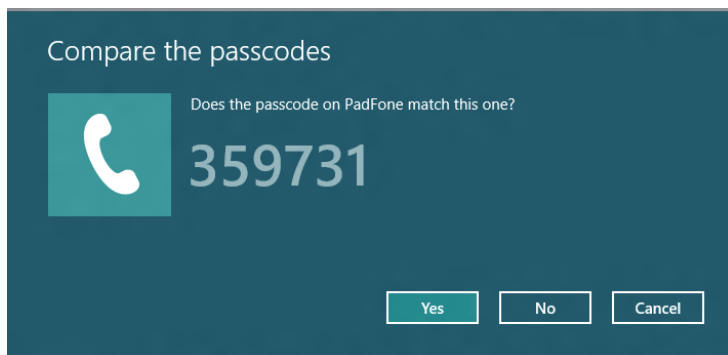 Compare the passcodes
Does the passcode on PadFone match this one?
359731
Yes No Cancel